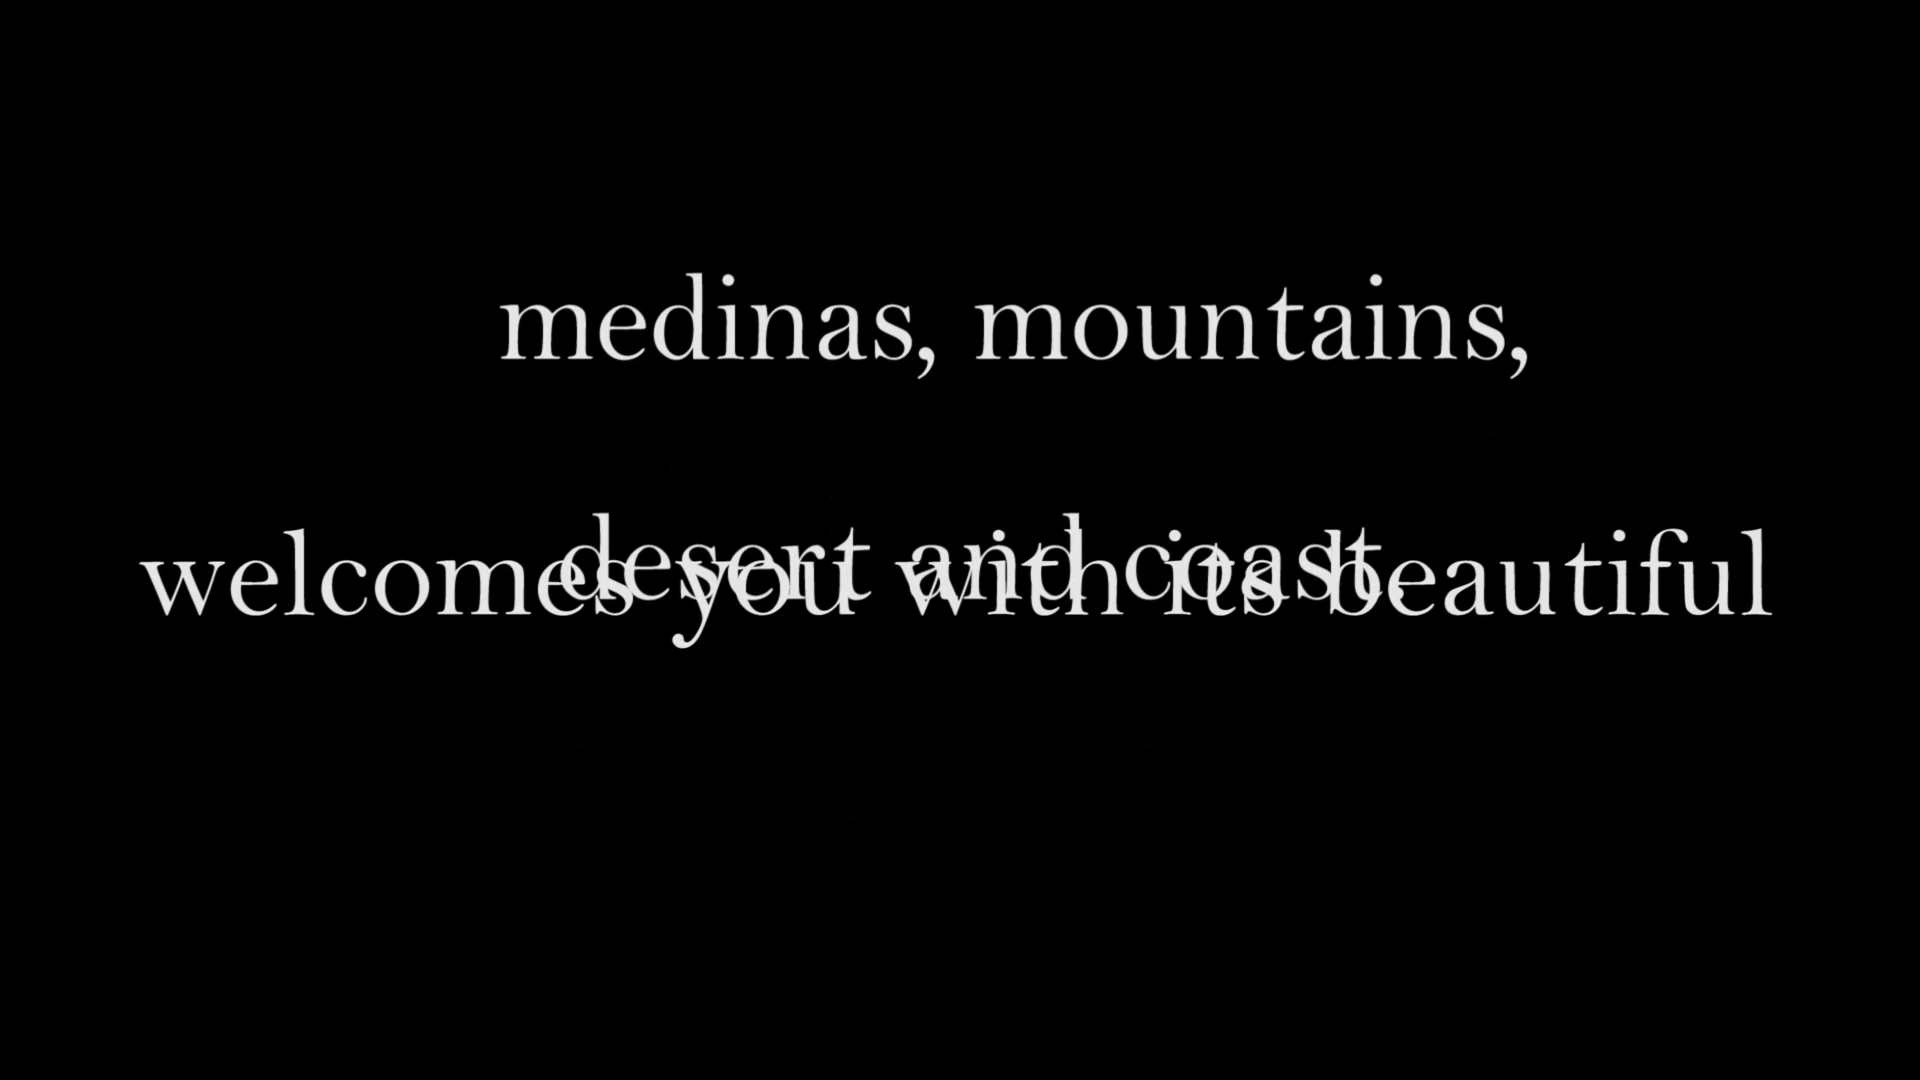 medinas, mountains,
desert and coast.
welcomes you with its beautiful